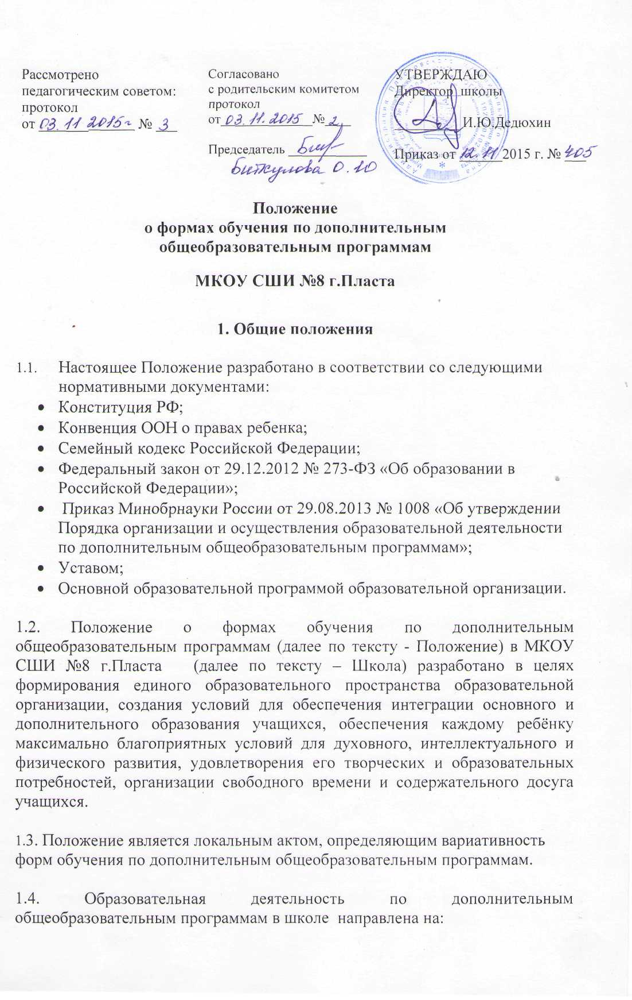 Рассмотрено
педагогическим советом:
протокол
от 03. 11 2015г № 3
Согласовано
с родительским комитетом
протокол
от 03. 11. 2015 № 2
Председатель
Биткулова О.Ю
УТВЕРЖДАЮ
Директор школы
И.Ю.Дедюхин
Приказ от 12. 11 2015 г. № 405
Положение
о формах обучения по дополнительным
общеобразовательным программам
МКОУ СШИ №8 г.Пласта
1. Общие положения
1.1. Настоящее Положение разработано в соответствии со следующими
нормативными документами:
• Конституция РФ;
• Конвенция ООН о правах ребенка;
• Семейный кодекс Российской Федерации;
• Федеральный закон от 29.12.2012 № 273-ФЗ «Об образовании в
Российской Федерации»;
• Приказ Минобрнауки России от 29.08.2013 № 1008 «Об утверждении
Порядка организации и осуществления образовательной деятельности
по дополнительным общеобразовательным программам»;
• Уставом;
• Основной образовательной программой образовательной организации.
1.2. Положение о формах обучения по дополнительным
общеобразовательным программам (далее по тексту - Положение) в МКОУ
СШИ №8 г.Пласта (далее по тексту – Школа) разработано в целях
формирования единого образовательного пространства образовательной
организации, создания условий для обеспечения интеграции основного и
дополнительного образования учащихся, обеспечения каждому ребёнку
максимально благоприятных условий для духовного, интеллектуального и
физического развития, удовлетворения его творческих и образовательных
потребностей, организации свободного времени и содержательного досуга
учащихся.
1.3. Положение является локальным актом, определяющим вариативность
форм обучения по дополнительным общеобразовательным программам.
1.4. Образовательная деятельность по дополнительным
общеобразовательным программам в школе направлена на: